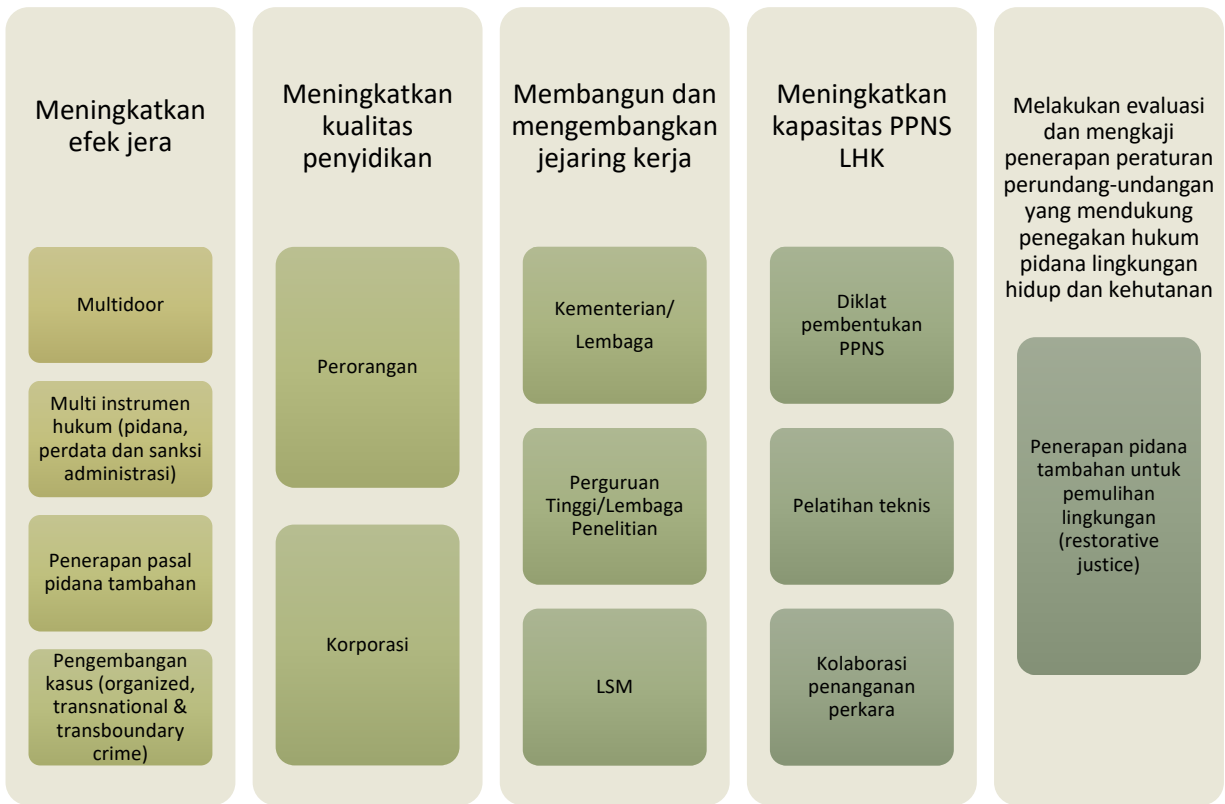 Meningkatkan
efek jera
Multidoor
Multi instrumen
hukum (pidana,
perdata dan sanksi
administrasi)
Penerapan pasal
pidana tambahan
Pengembangan
kasus (organized,
transnational &
transboundary
crime)
Meningkatkan
kualitas
penyidikan
Perorangan
Korporasi
Membangun dan
mengembangkan
jejaring kerja
Kementerian/
Lembaga
Perguruan
Tinggi/Lembaga
Penelitian
LSM
Meningkatkan
kapasitas PPNS
LHK
Diklat
pembentukan
PPNS
Pelatihan teknis
Kolaborasi
penanganan
perkara
Melakukan evaluasi
dan mengkaji
penerapan peraturan
perundang-undangan
yang mendukung
penegakan hukum
pidana lingkungan
hidup dan kehutanan
Penerapan pidana
tambahan untuk
pemulihan
lingkungan
(restorative
justice)